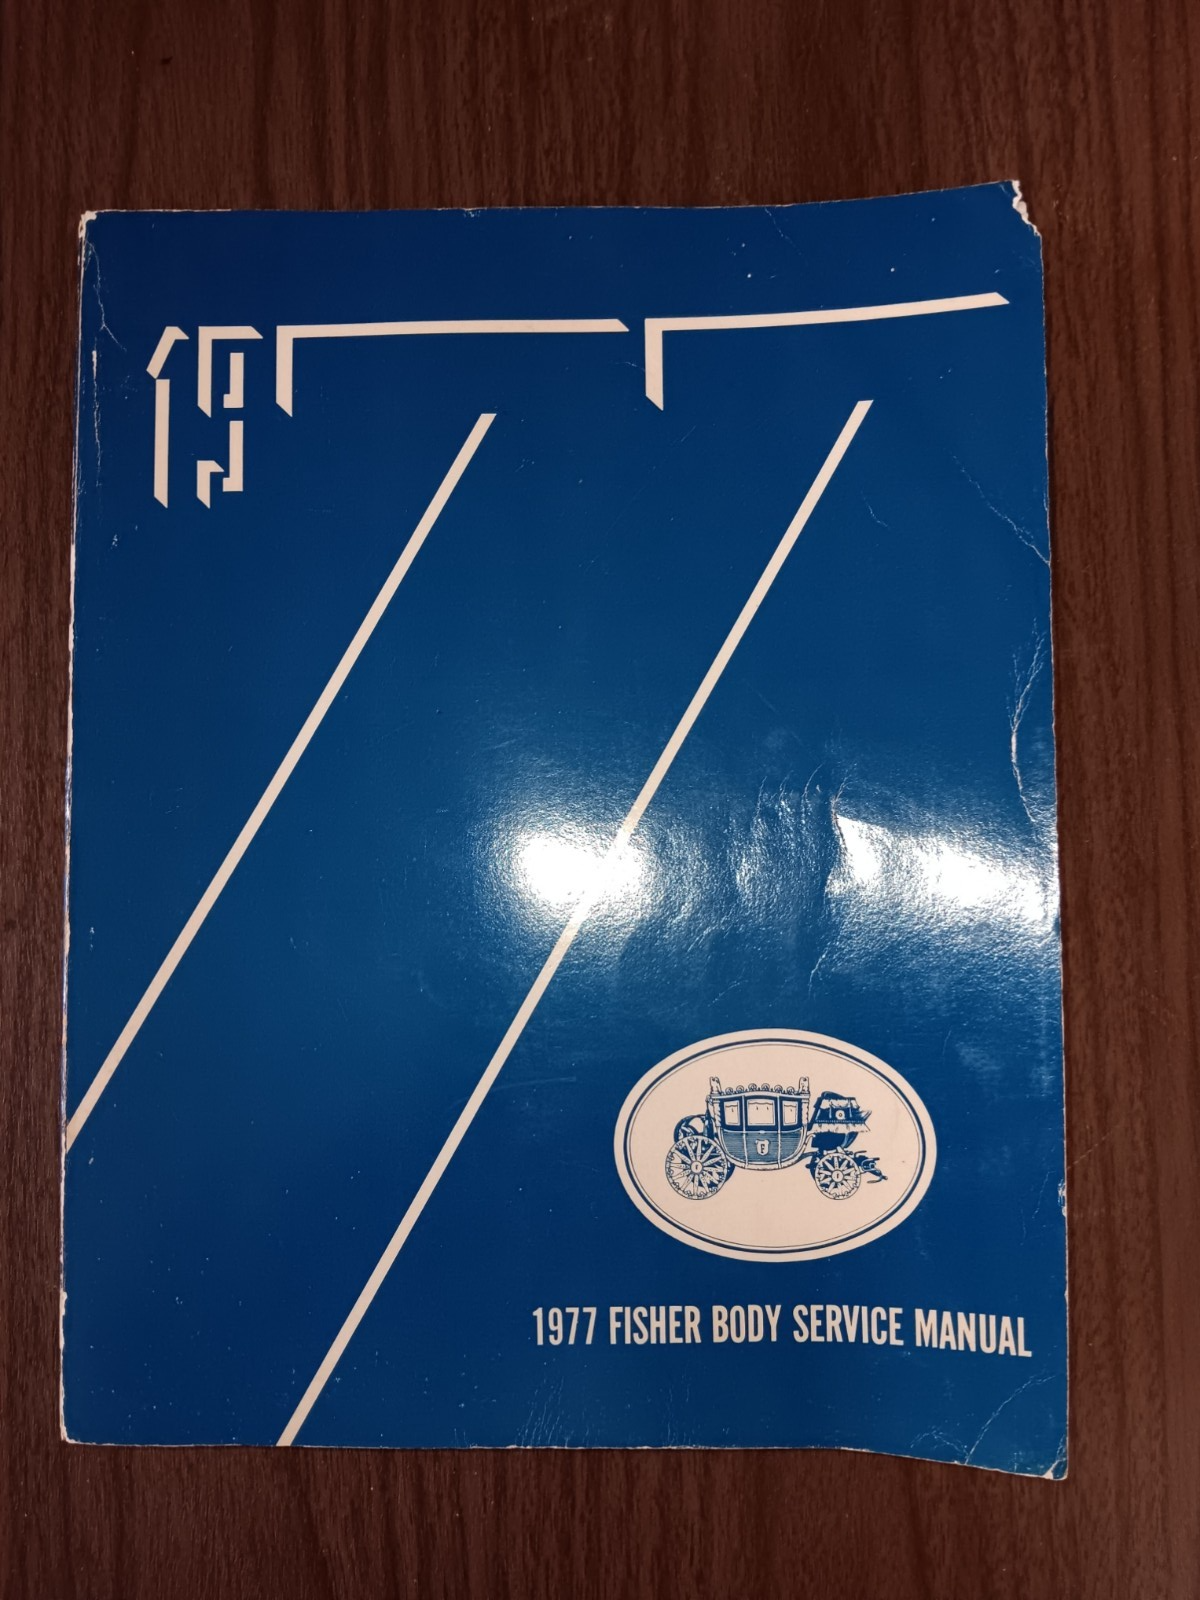 1977
1977 FISHER BODY SERVICE MANUAL